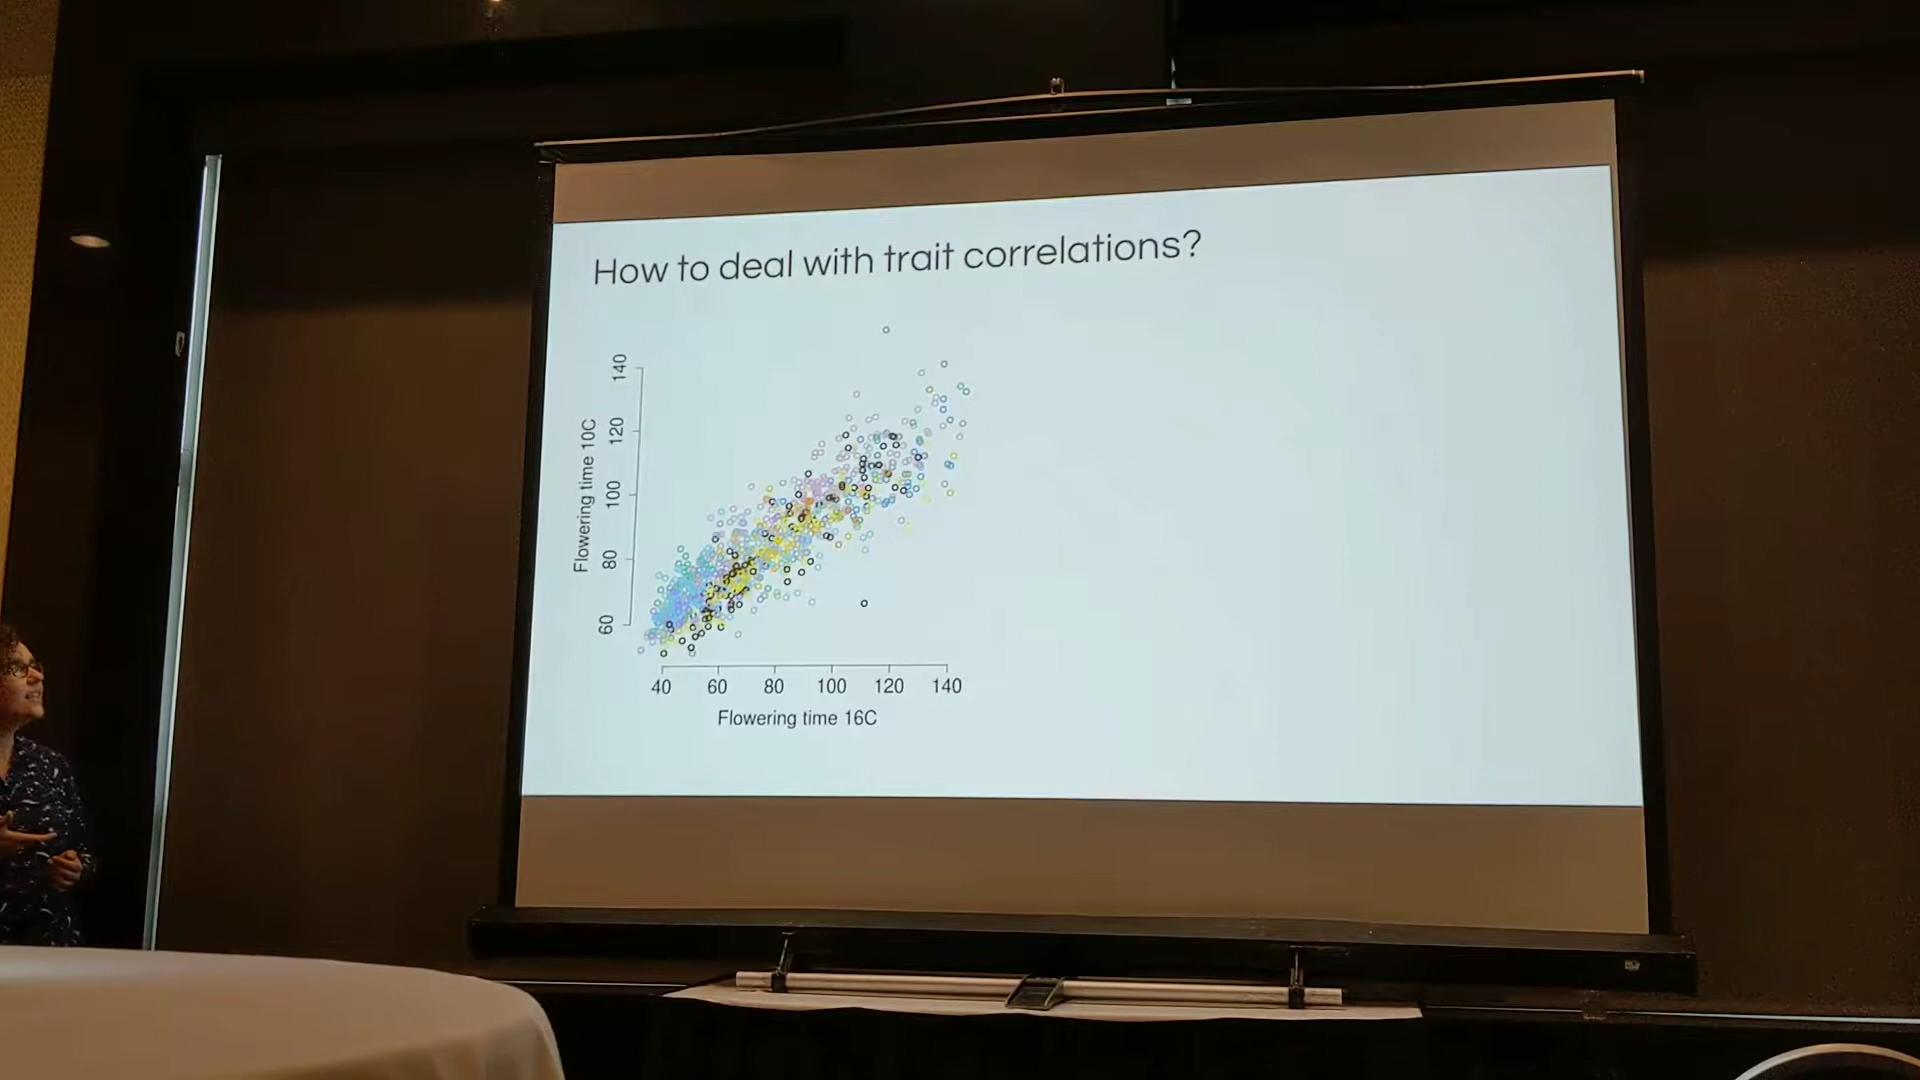 How to deal with trait correlations?
Flowering time 10C
140
120
100
80
60
40 60 80 100 120 140
Flowering time 16C